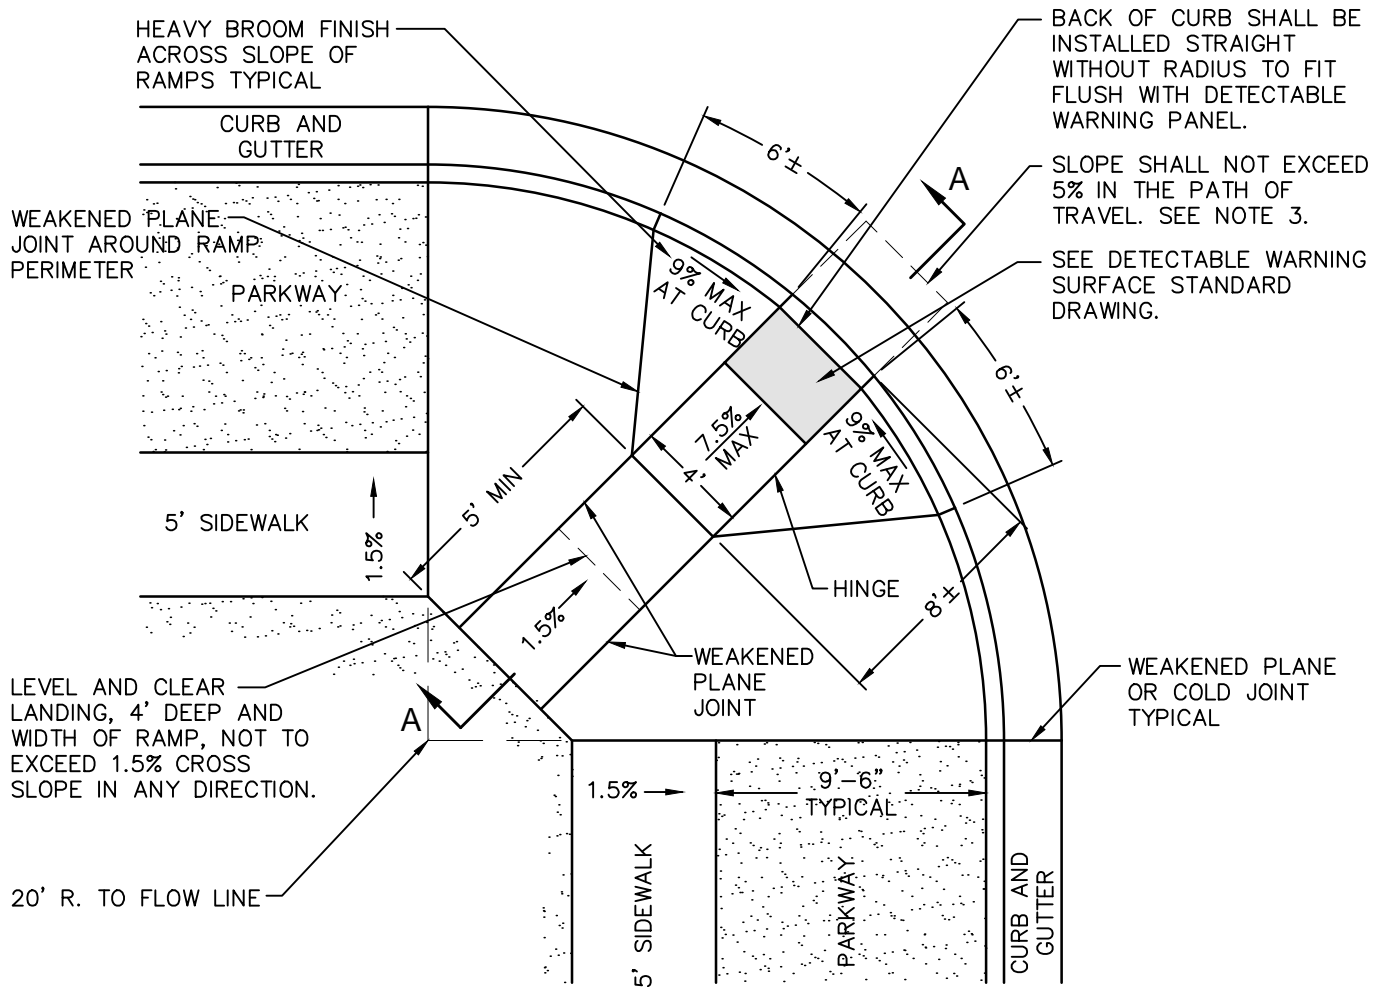 HEAVY BROOM FINISH
ACROSS SLOPE OF
RAMPS TYPICAL
BACK OF CURB SHALL BE
INSTALLED STRAIGHT
WITHOUT RADIUS TO FIT
FLUSH WITH DETECTABLE
WARNING PANEL.
CURB AND
GUTTER
6'±
A
SLOPE SHALL NOT EXCEED
5% IN THE PATH OF
TRAVEL. SEE NOTE 3.
WEAKENED PLANE
JOINT AROUND RAMP
PERIMETER
PARKWAY
9% MAX
AT CURB
SEE DETECTABLE WARNING
SURFACE STANDARD
DRAWING.
6'±
7.5%
MAX
4'
9% MAX
AT CURB
5' MIN
5' SIDEWALK
1.5%
HINGE
8'±
1.5%
WEAKENED
PLANE
JOINT
WEAKENED PLANE
OR COLD JOINT
TYPICAL
LEVEL AND CLEAR
LANDING, 4' DEEP AND
WIDTH OF RAMP, NOT TO
EXCEED 1.5% CROSS
SLOPE IN ANY DIRECTION.
A
1.5%
9'-6"
TYPICAL
20' R. TO FLOW LINE
5' SIDEWALK
PARKWAY
CURB AND
GUTTER